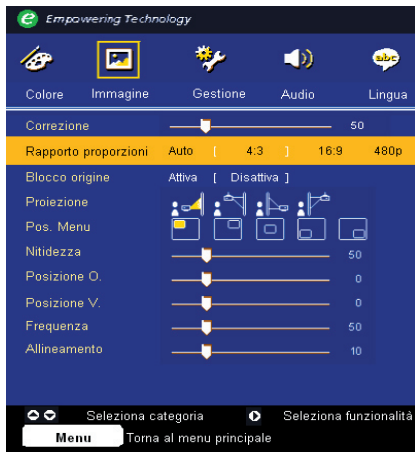 e Empowering Technology
abc
Colore Immagine Gestione Audio Lingua
Correzione 50
Rapporto proporzioni Auto [ 4:3 ] 16:9 480p
Blocco origine Attiva [ Disattiva ]
Proiezione
Pos. Menu
Nitidezza 50
Posizione O. 0
Posizione V. 0
Frequenza 50
Allineamento 10
Seleziona categoria Seleziona funzionalità
Menu Torna al menu principale